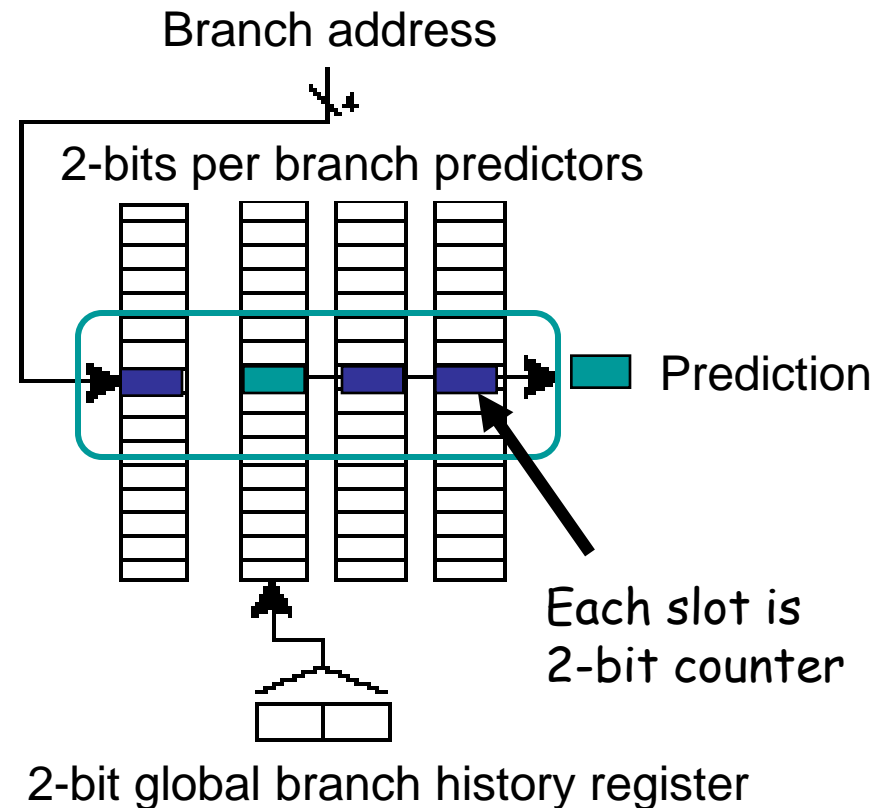 Branch address
4
2-bits per branch predictors
Prediction
Each slot is
2-bit counter
2-bit global branch history register